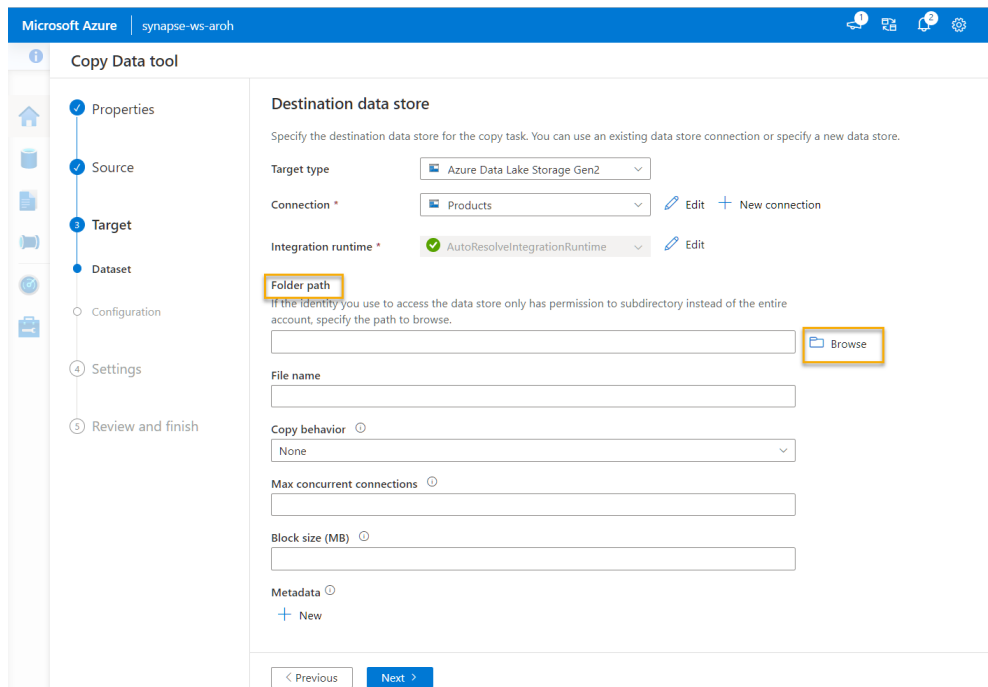 Microsoft Azure
synapse-ws-aroh
1
2
Copy Data tool
Properties
Source
3 Target
Dataset
Configuration
4 Settings
5 Review and finish
Destination data store
Specify the destination data store for the copy task. You can use an existing data store connection or specify a new data store.
Target type
Azure Data Lake Storage Gen2
Connection *
Products
Edit
New connection
Integration runtime *
AutoResolveIntegrationRuntime
Edit
Folder path
If the identity you use to access the data store only has permission to subdirectory instead of the entire
account, specify the path to browse.
Browse
File name
Copy behavior
None
Max concurrent connections
Block size (MB)
Metadata
New
Previous
Next